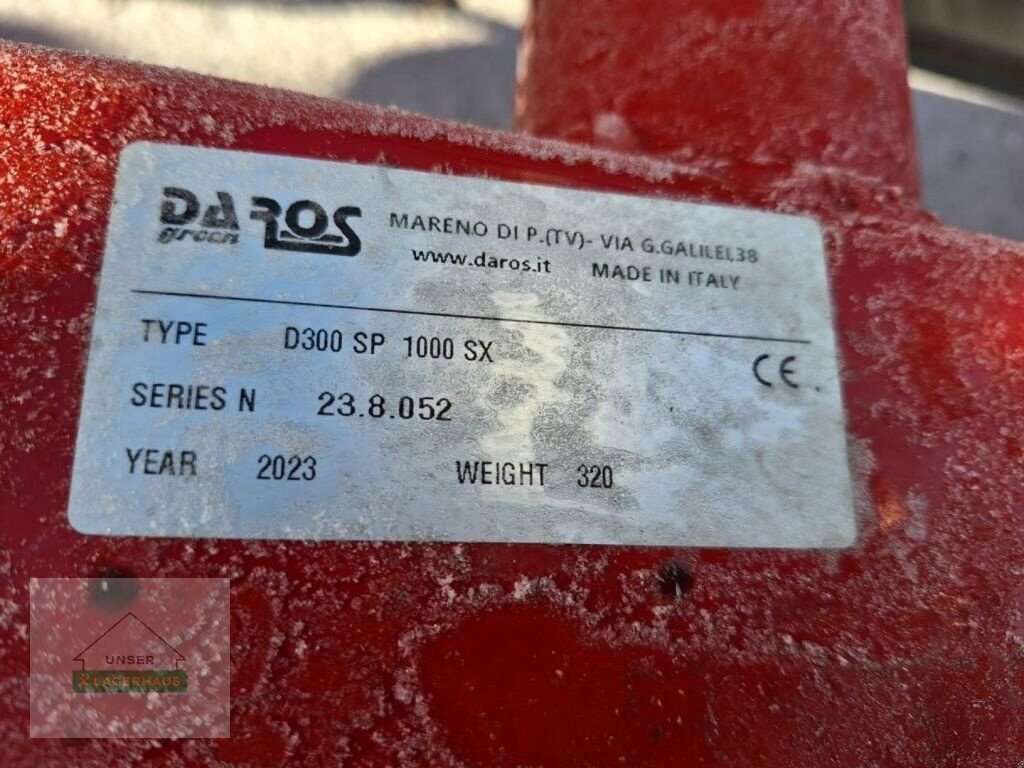 DAROS
green
MARENO DI P.(TV)- VIA G.GALILEI,38
www.daros.it MADE IN ITALY
TYPE D300 SP 1000 SX
CE
SERIES N 23.8.052
YEAR 2023 WEIGHT 320
UNSER
X LAGERHAUS